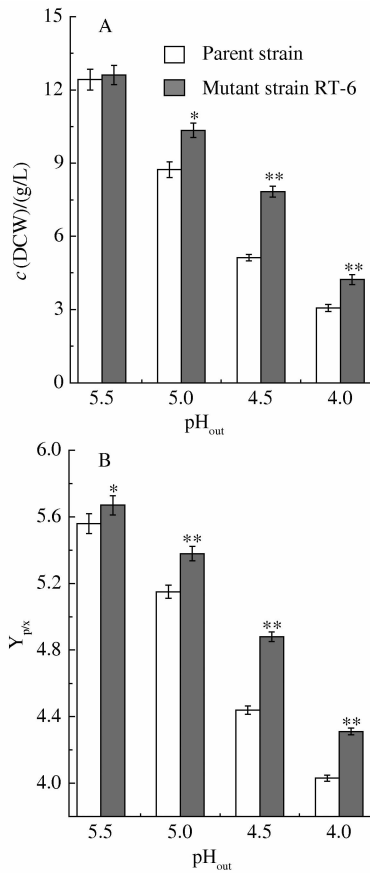 A
15
12
9
6
3
0
c (DCW)/(g/L)
Parent strain
Mutant strain RT-6
*
**
**
5.5 5.0 4.5 4.0
pHout
B
6.0
5.6
5.2
4.8
4.4
4.0
Yp/x
*
**
**
**
5.5 5.0 4.5 4.0
pHout